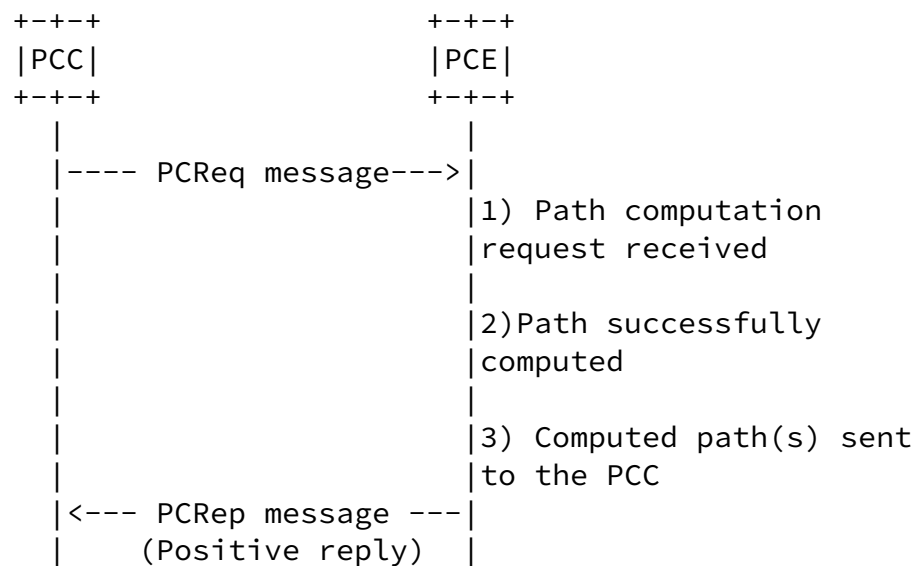 +-+-+                   +-+-+
|PCC|                   |PCE|
+-+-+                   +-+-+
  |                       |
  |---- PCReq message--->|
  |                       |1) Path computation
  |                       |request received
  |                       |
  |                       |2)Path successfully
  |                       |computed
  |                       |
  |                       |3) Computed path(s) sent
  |                       |to the PCC
  |<--- PCRep message ---|
  |    (Positive reply)   |